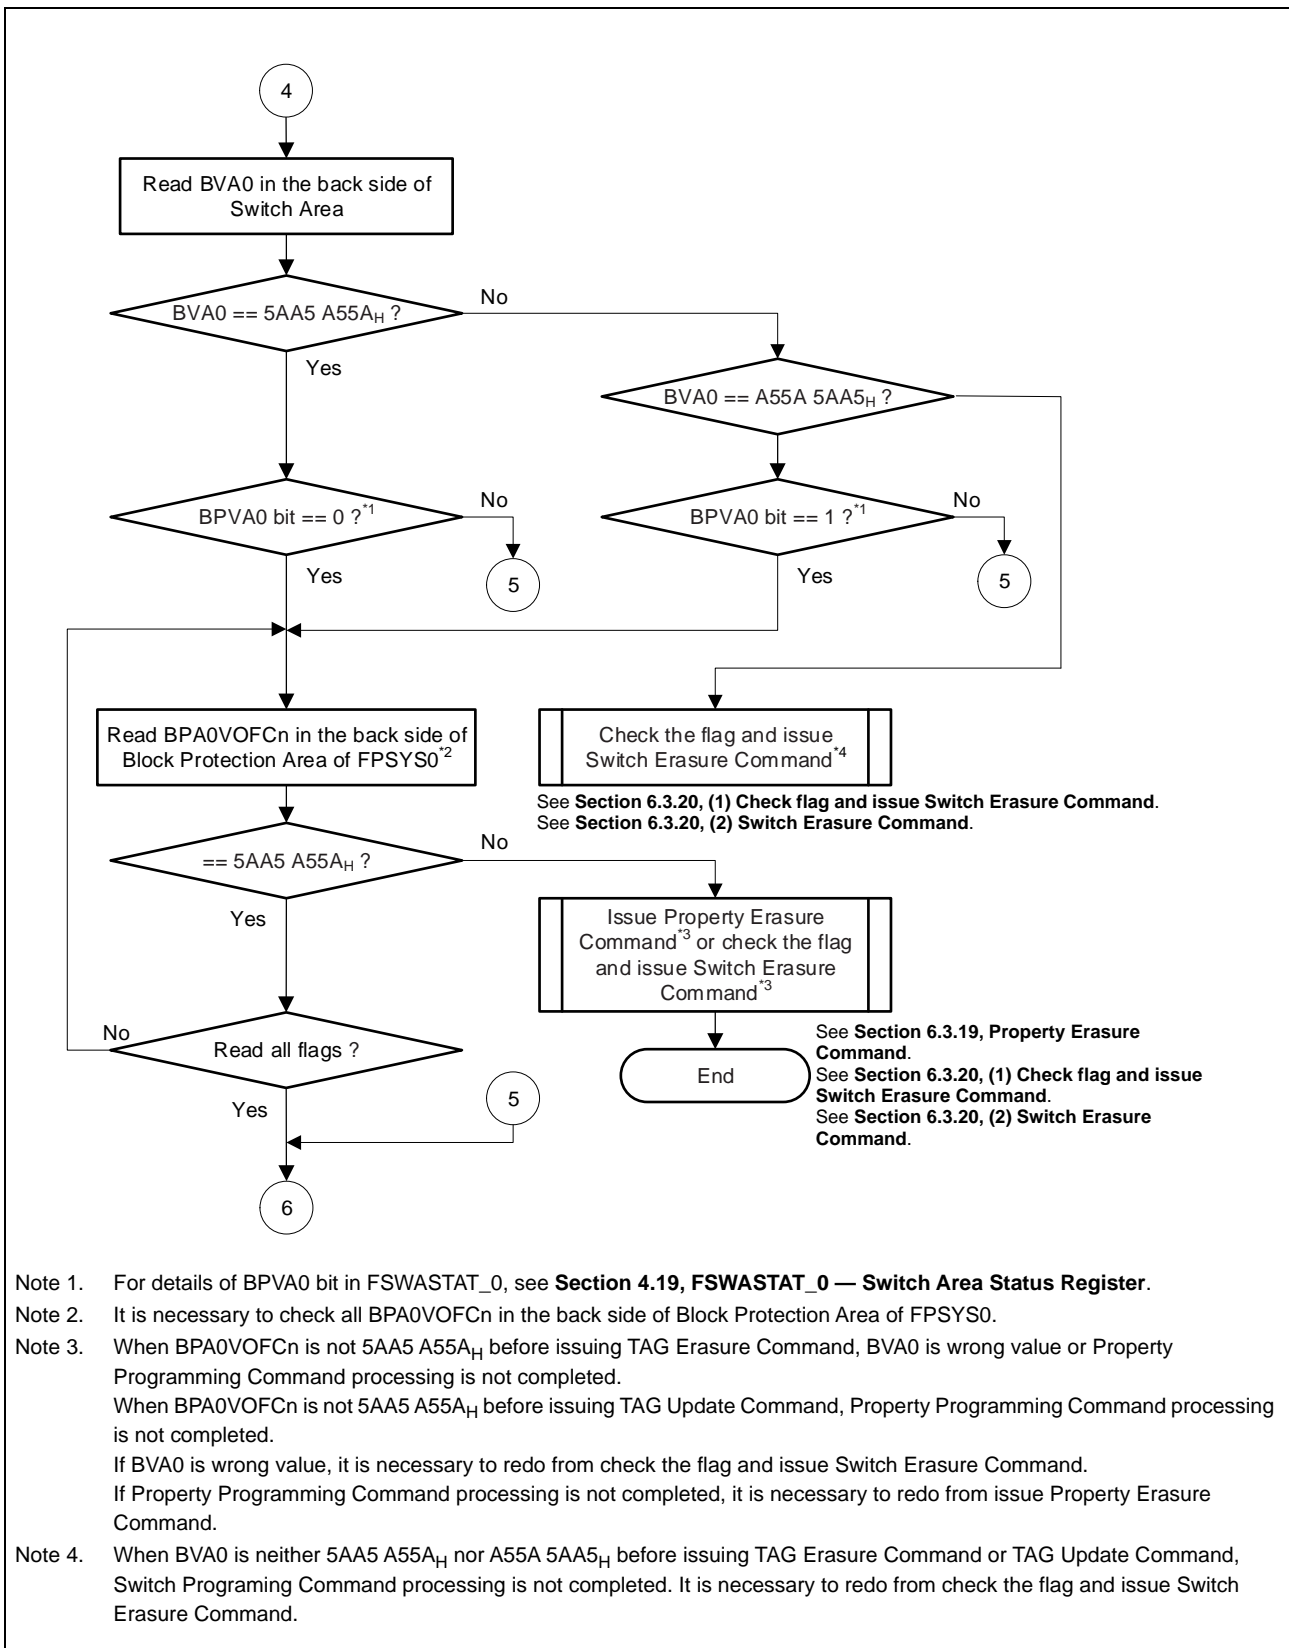 4
Read BVA0 in the back side of
Switch Area
BVA0 == 5AA5 A55AH ?
No
Yes
BVA0 == A55A 5AA5H ?
BPVA0 bit == 0 ?*1
No
BPVA0 bit == 1 ?*1
No
Yes
5
Yes
5
Read BPA0VOFCn in the back side of
Block Protection Area of FPSYS0*2
Check the flag and issue
Switch Erasure Command*4
See Section 6.3.20, (1) Check flag and issue Switch Erasure Command.
See Section 6.3.20, (2) Switch Erasure Command.
== 5AA5 A55AH ?
No
Yes
Issue Property Erasure
Command*3 or check the flag
and issue Switch Erasure
Command*3
No
Read all flags ?
Yes
End
See Section 6.3.19, Property Erasure
Command.
See Section 6.3.20, (1) Check flag and issue
Switch Erasure Command.
See Section 6.3.20, (2) Switch Erasure
Command.
5
6
Note 1. For details of BPVA0 bit in FSWASTAT_0, see Section 4.19, FSWASTAT_0 — Switch Area Status Register.
Note 2. It is necessary to check all BPA0VOFCn in the back side of Block Protection Area of FPSYS0.
Note 3. When BPA0VOFCn is not 5AA5 A55AH before issuing TAG Erasure Command, BVA0 is wrong value or Property
Programming Command processing is not completed.
When BPA0VOFCn is not 5AA5 A55AH before issuing TAG Update Command, Property Programming Command processing
is not completed.
If BVA0 is wrong value, it is necessary to redo from check the flag and issue Switch Erasure Command.
If Property Programming Command processing is not completed, it is necessary to redo from issue Property Erasure
Command.
Note 4. When BVA0 is neither 5AA5 A55AH nor A55A 5AA5H before issuing TAG Erasure Command or TAG Update Command,
Switch Programing Command processing is not completed. It is necessary to redo from check the flag and issue Switch
Erasure Command.